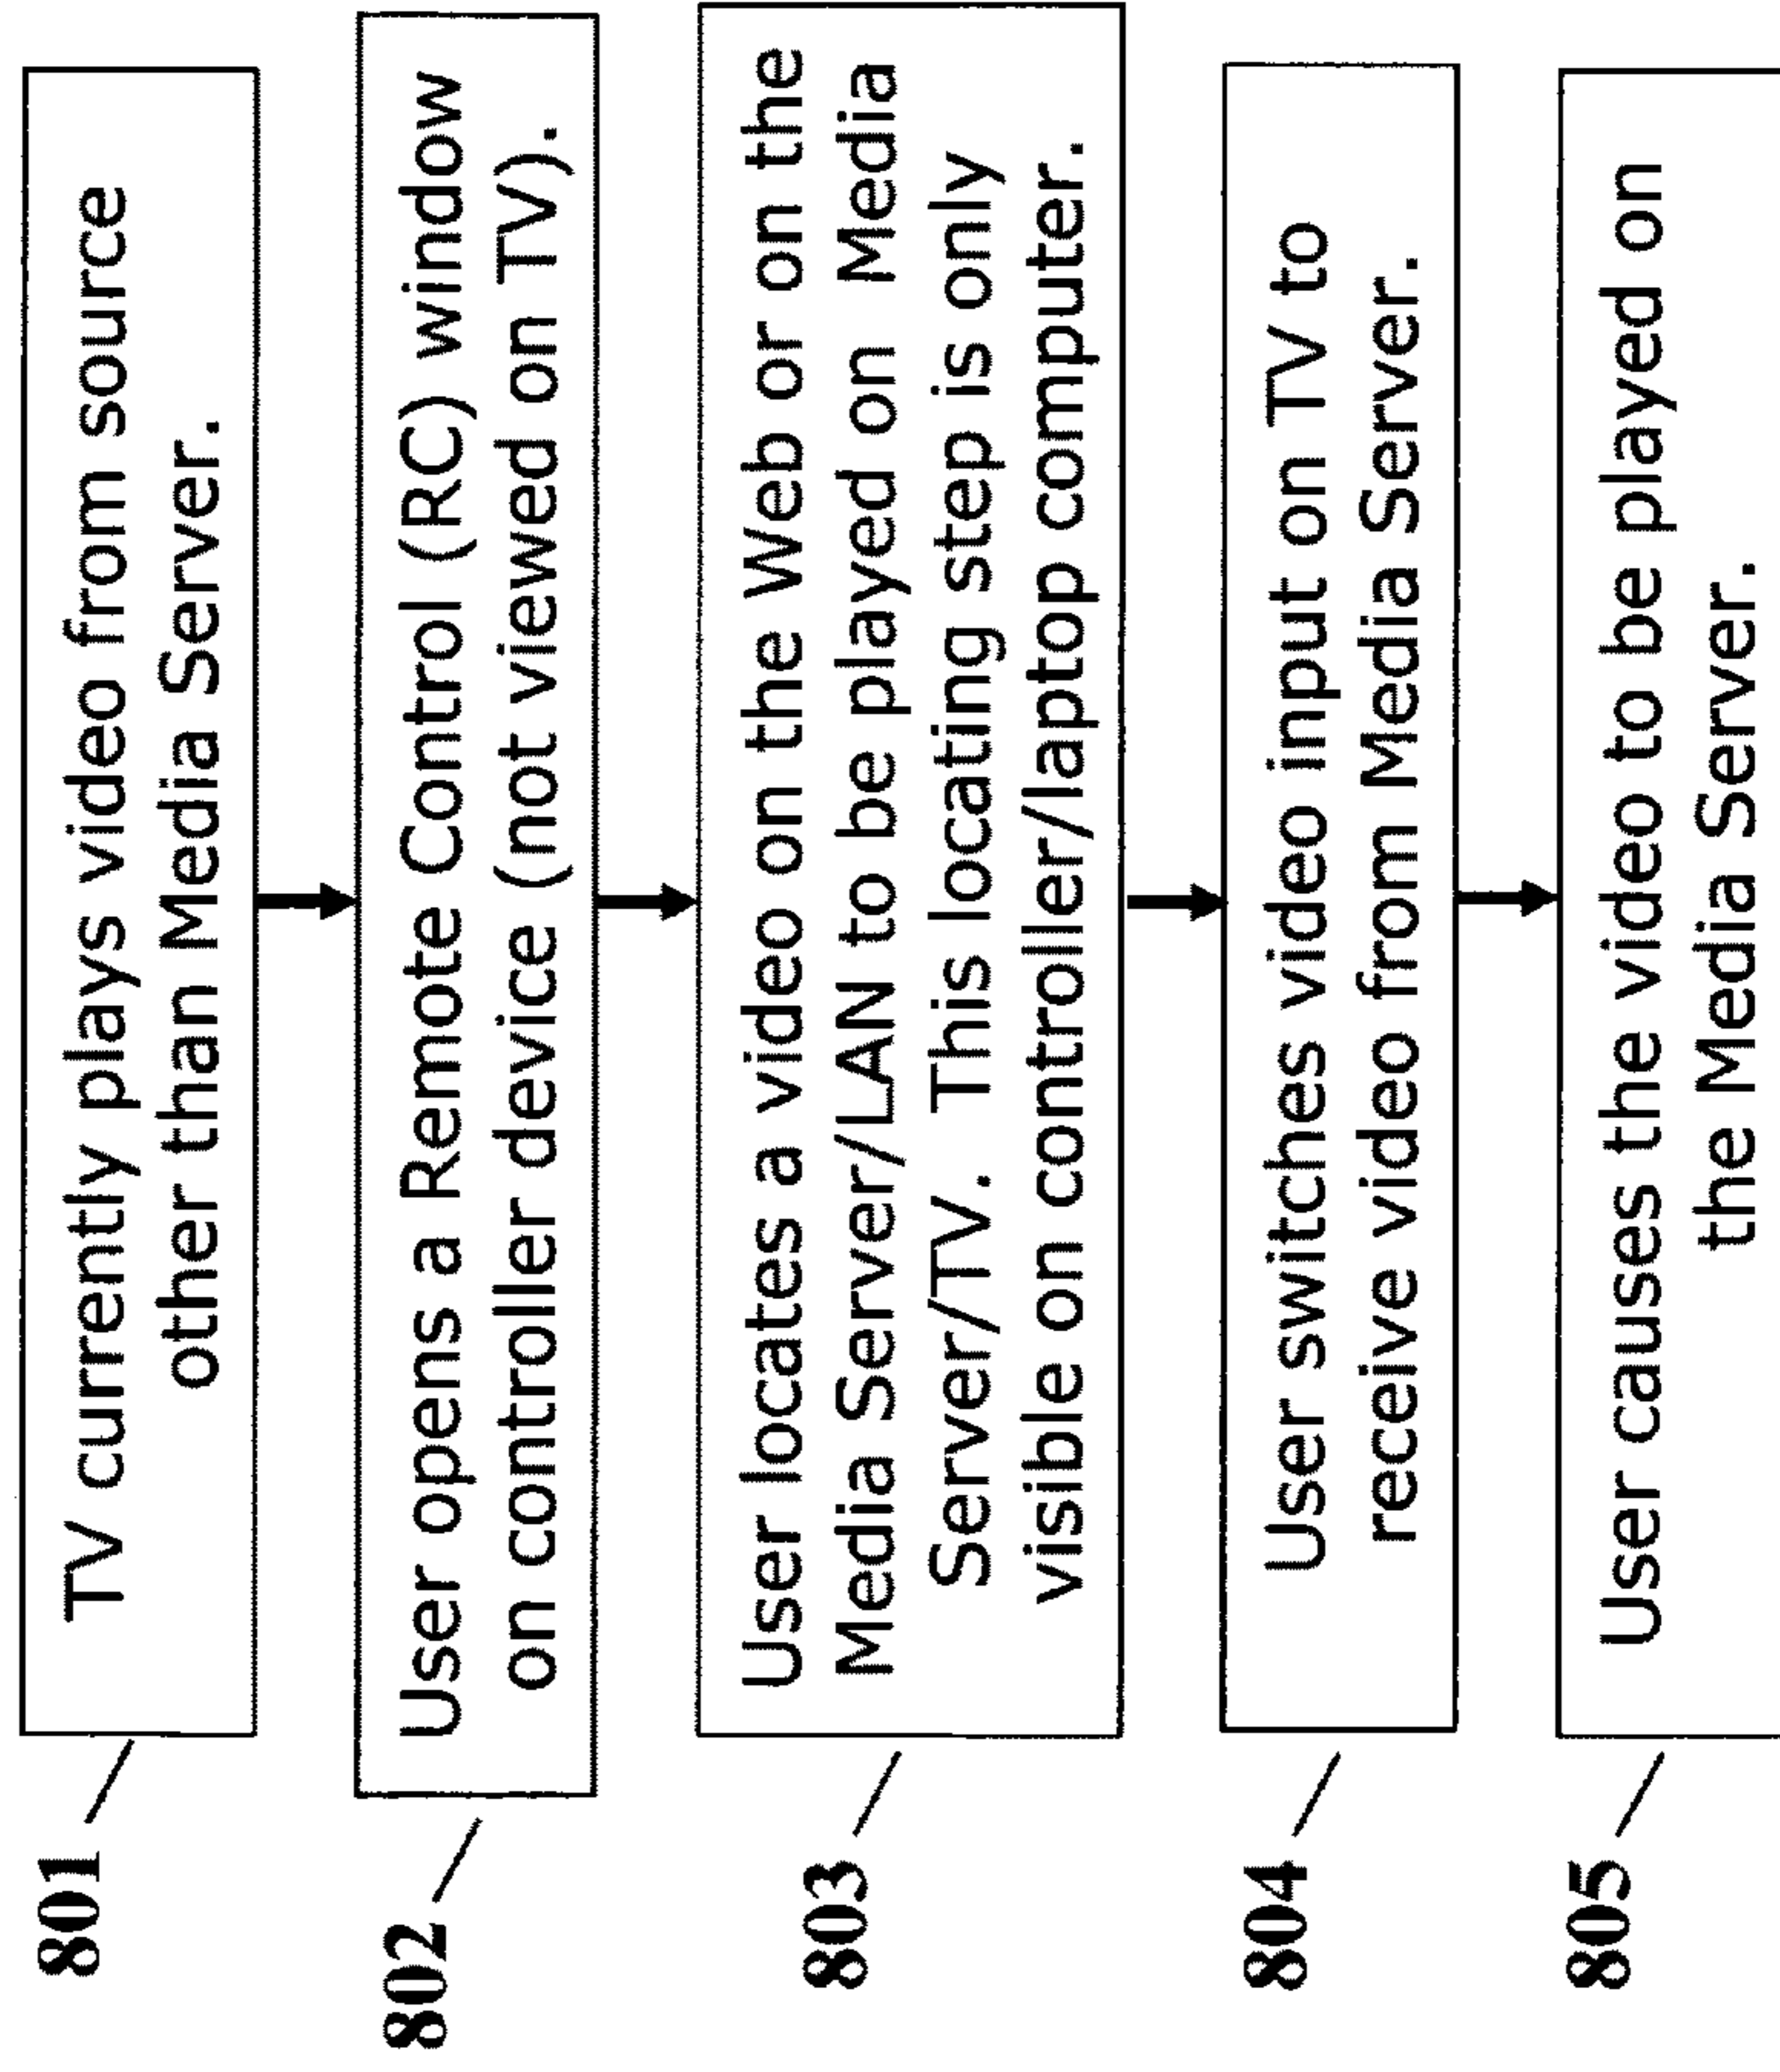 801
TV currently plays video from source
other than Media Server.
802
User opens a Remote Control (RC) window
on controller device (not viewed on TV).
803
User locates a video on the Web or on the
Media Server/LAN to be played on Media
Server/TV. This locating step is only
visible on controller/laptop computer.
804
User switches video input on TV to
receive video from Media Server.
805
User causes the video to be played on
the Media Server.